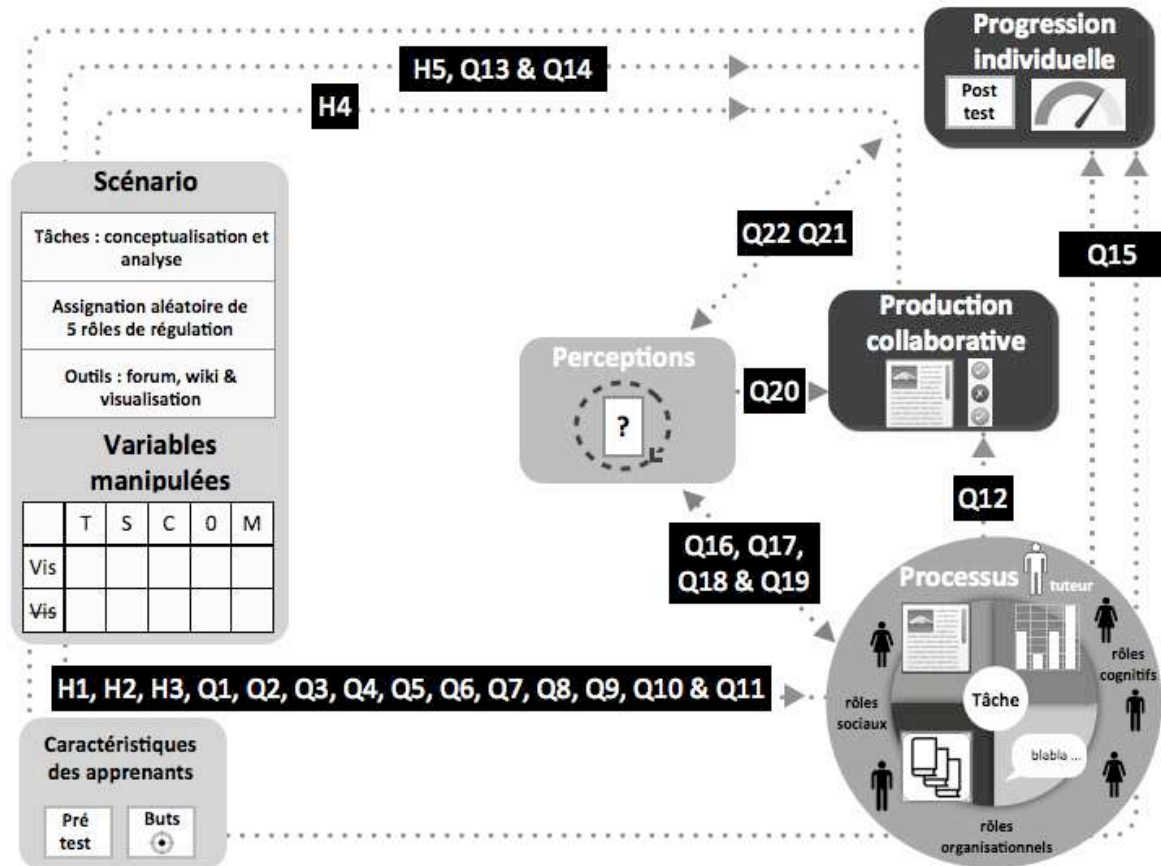 Progression
individuelle
Post
test
H5, Q13 & Q14
H4
Scénario
Tâches : conceptualisation et
analyse
Assignation aléatoire de
5 rôles de régulation
Outils : forum, wiki &
visualisation
Variables
manipulées
T S C 0 M
Vis
Vis
Q22 Q21
Q15
Production
collaborative
Perceptions
?
Q20
Q12
Q16, Q17,
Q18 & Q19
Processus
tuteur
rôles
cognitifs
rôles
sociaux
Tâche
blabla ...
rôles
organisationnels
H1, H2, H3, Q1, Q2, Q3, Q4, Q5, Q6, Q7, Q8, Q9, Q10 & Q11
Caractéristiques
des apprenants
Pré
test
Buts